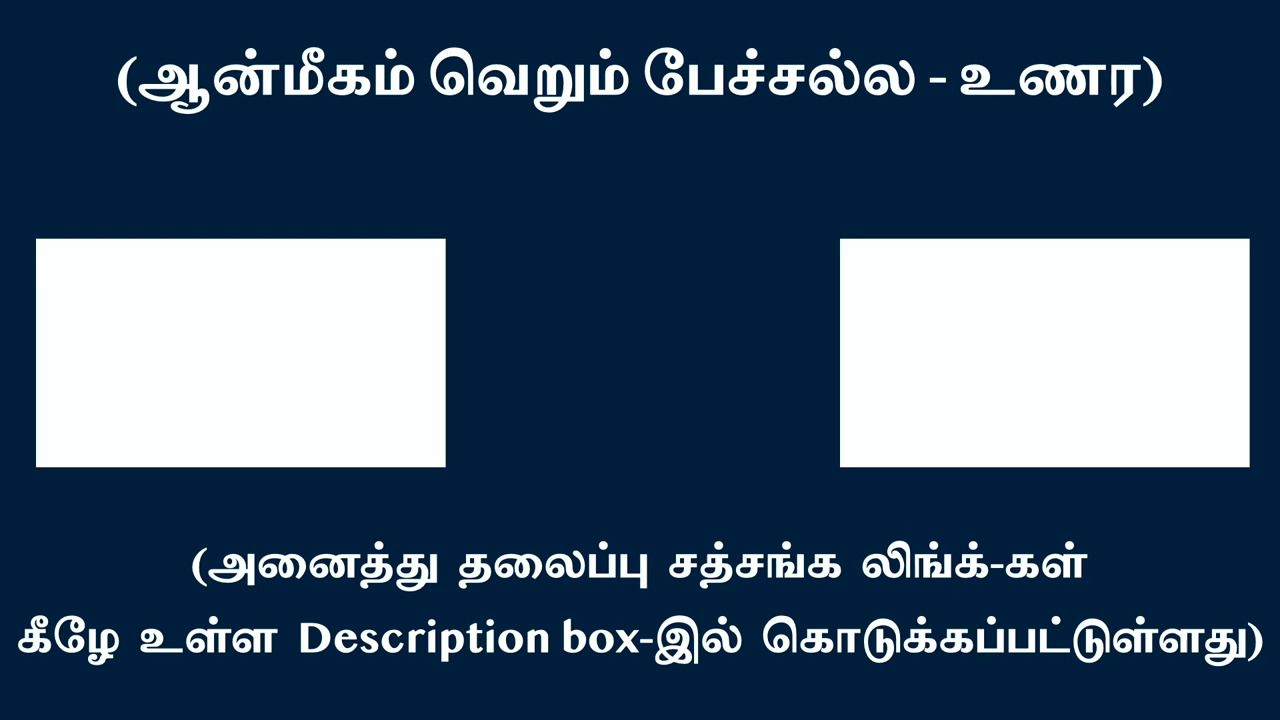 (ஆன்மீகம் வெறும் பேச்சல்ல - உணர)
(அனைத்து தலைப்பு சத்சங்க லிங்க்-கள்
கீழே உள்ள Description box-இல் கொடுக்கப்பட்டுள்ளது)